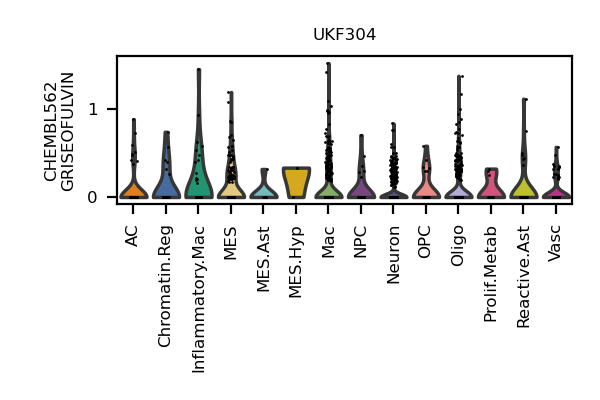 UKF304
CHEMBL562
GRISEOFULVIN
1
0
AC
Chromatin.Reg
Inflammatory.Mac
MES
MES.Ast
MES.Hyp
Mac
NPC
Neuron
OPC
Oligo
Prolif.Metab
Reactive.Ast
Vasc